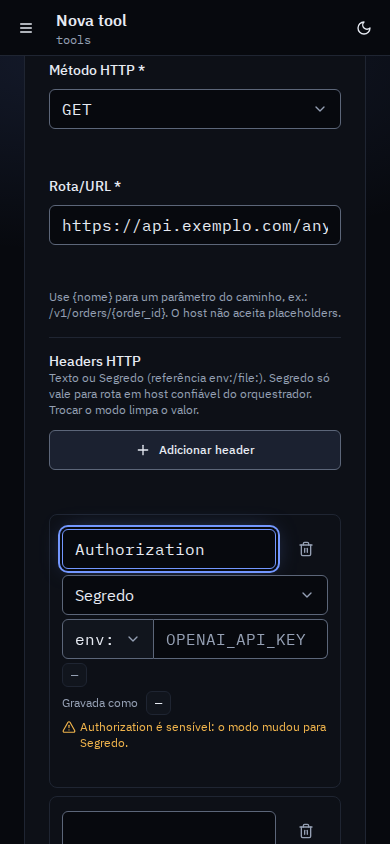 Nova tool
tools
Método HTTP *
GET
Rota/URL *
https://api.exemplo.com/any
Use {nome} para um parâmetro do caminho, ex.:
/v1/orders/{order_id}. O host não aceita placeholders.
Headers HTTP
Texto ou Segredo (referência env:/file:). Segredo só
vale para rota em host confiável do orquestrador.
Trocar o modo limpa o valor.
Adicionar header
Authorization
Segredo
env: OPENAI_API_KEY
—
Gravada como —
Authorization é sensível: o modo mudou para
Segredo.